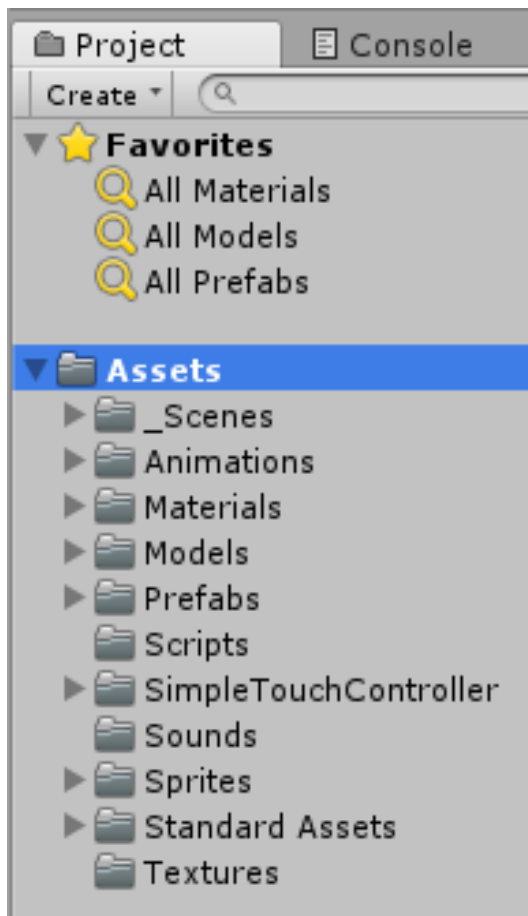 Project Console
Create
Favorites
All Materials
All Models
All Prefabs
Assets
_Scenes
Animations
Materials
Models
Prefabs
Scripts
SimpleTouchController
Sounds
Sprites
Standard Assets
Textures